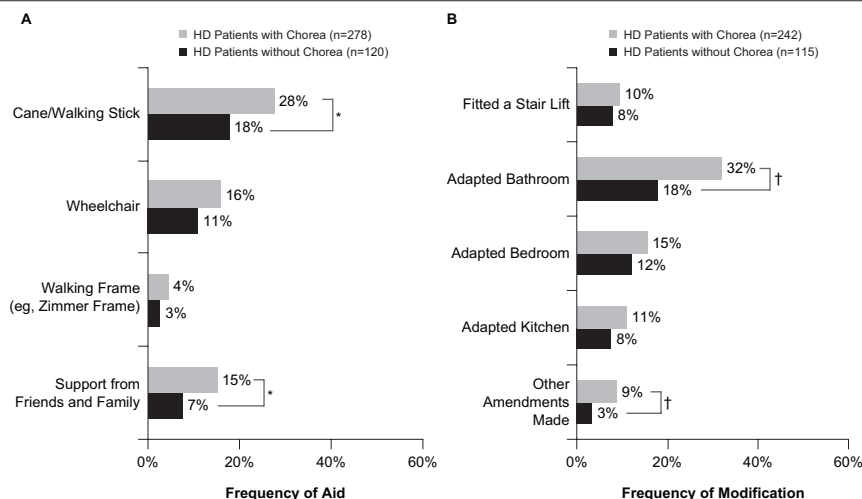 A
HD Patients with Chorea (n=278)
HD Patients without Chorea (n=120)
Cane/Walking Stick
28%
18%
*
Wheelchair
16%
11%
Walking Frame
(eg, Zimmer Frame)
4%
3%
Support from
Friends and Family
15%
7%
*
0% 20% 40% 60%
Frequency of Aid
B
HD Patients with Chorea (n=242)
HD Patients without Chorea (n=115)
Fitted a Stair Lift
10%
8%
Adapted Bathroom
32%
18%
†
Adapted Bedroom
15%
12%
Adapted Kitchen
11%
8%
Other
Amendments
Made
9%
3%
†
0% 20% 40% 60%
Frequency of Modification